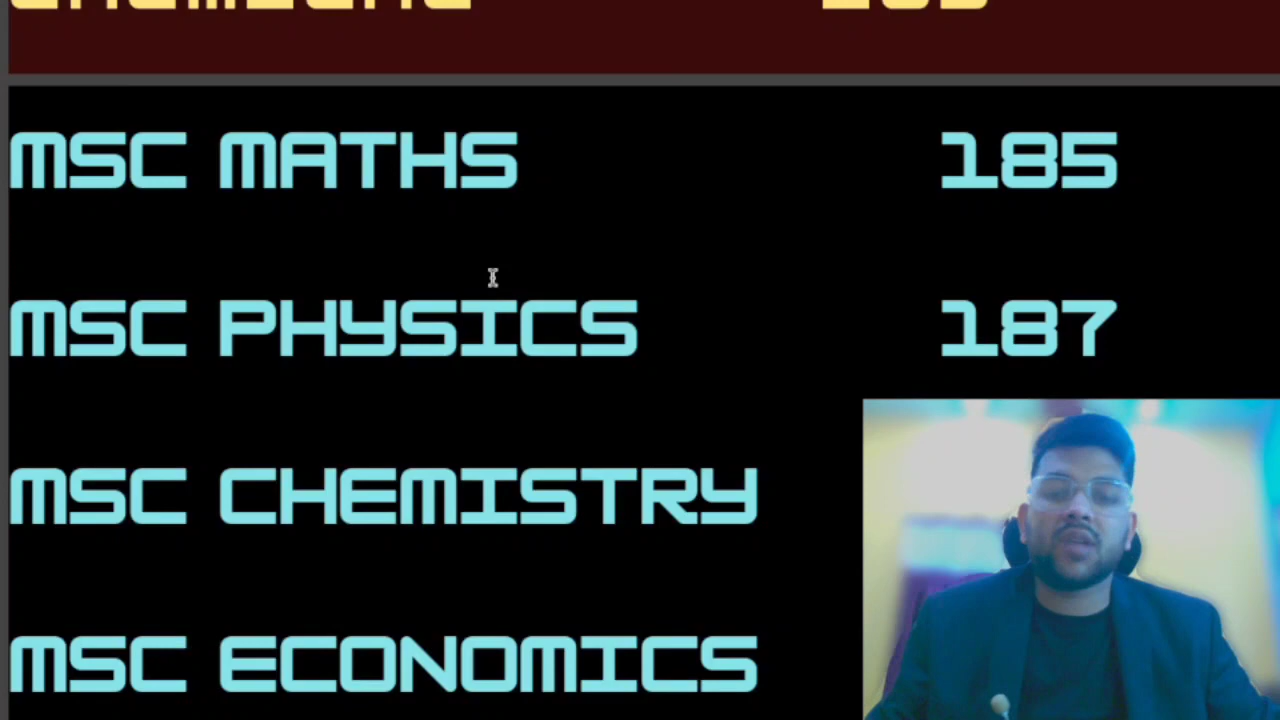 MSC MATHS 185
MSC PHYSICS 187
MSC CHEMISTRY
MSC ECONOMICS